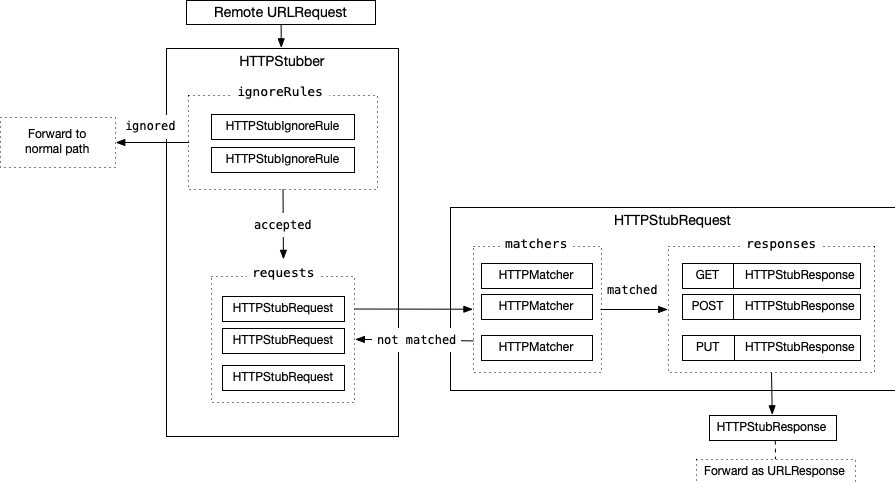 Remote URLRequest
HTTPStubber
ignoreRules
HTTPStubIgnoreRule
HTTPStubIgnoreRule
ignored
Forward to
normal path
accepted
requests
HTTPStubRequest
HTTPStubRequest
HTTPStubRequest
not matched
HTTPStubRequest
matchers
HTTPMatcher
HTTPMatcher
HTTPMatcher
matched
responses
GET HTTPStubResponse
POST HTTPStubResponse
PUT HTTPStubResponse
HTTPStubResponse
Forward as URLResponse